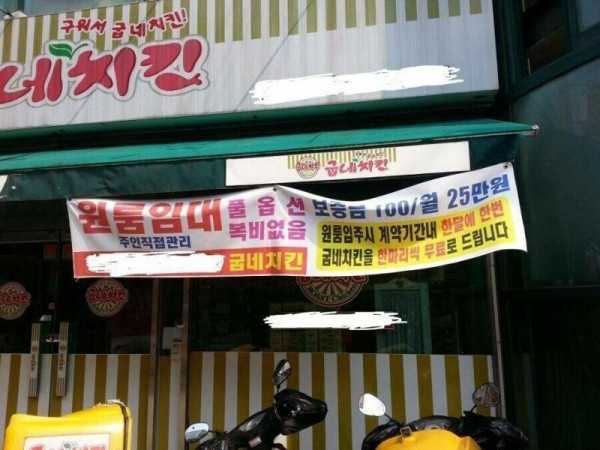 구워서 굽네치킨!
네치킨
굽네치킨
원룸임대 풀옵션 보증금 100/월 25만원
주인직접관리 복비없음 원룸입주시 계약기간내 한달에 한번
굽네치킨 굽네치킨을 한마리씩 무료로 드립니다